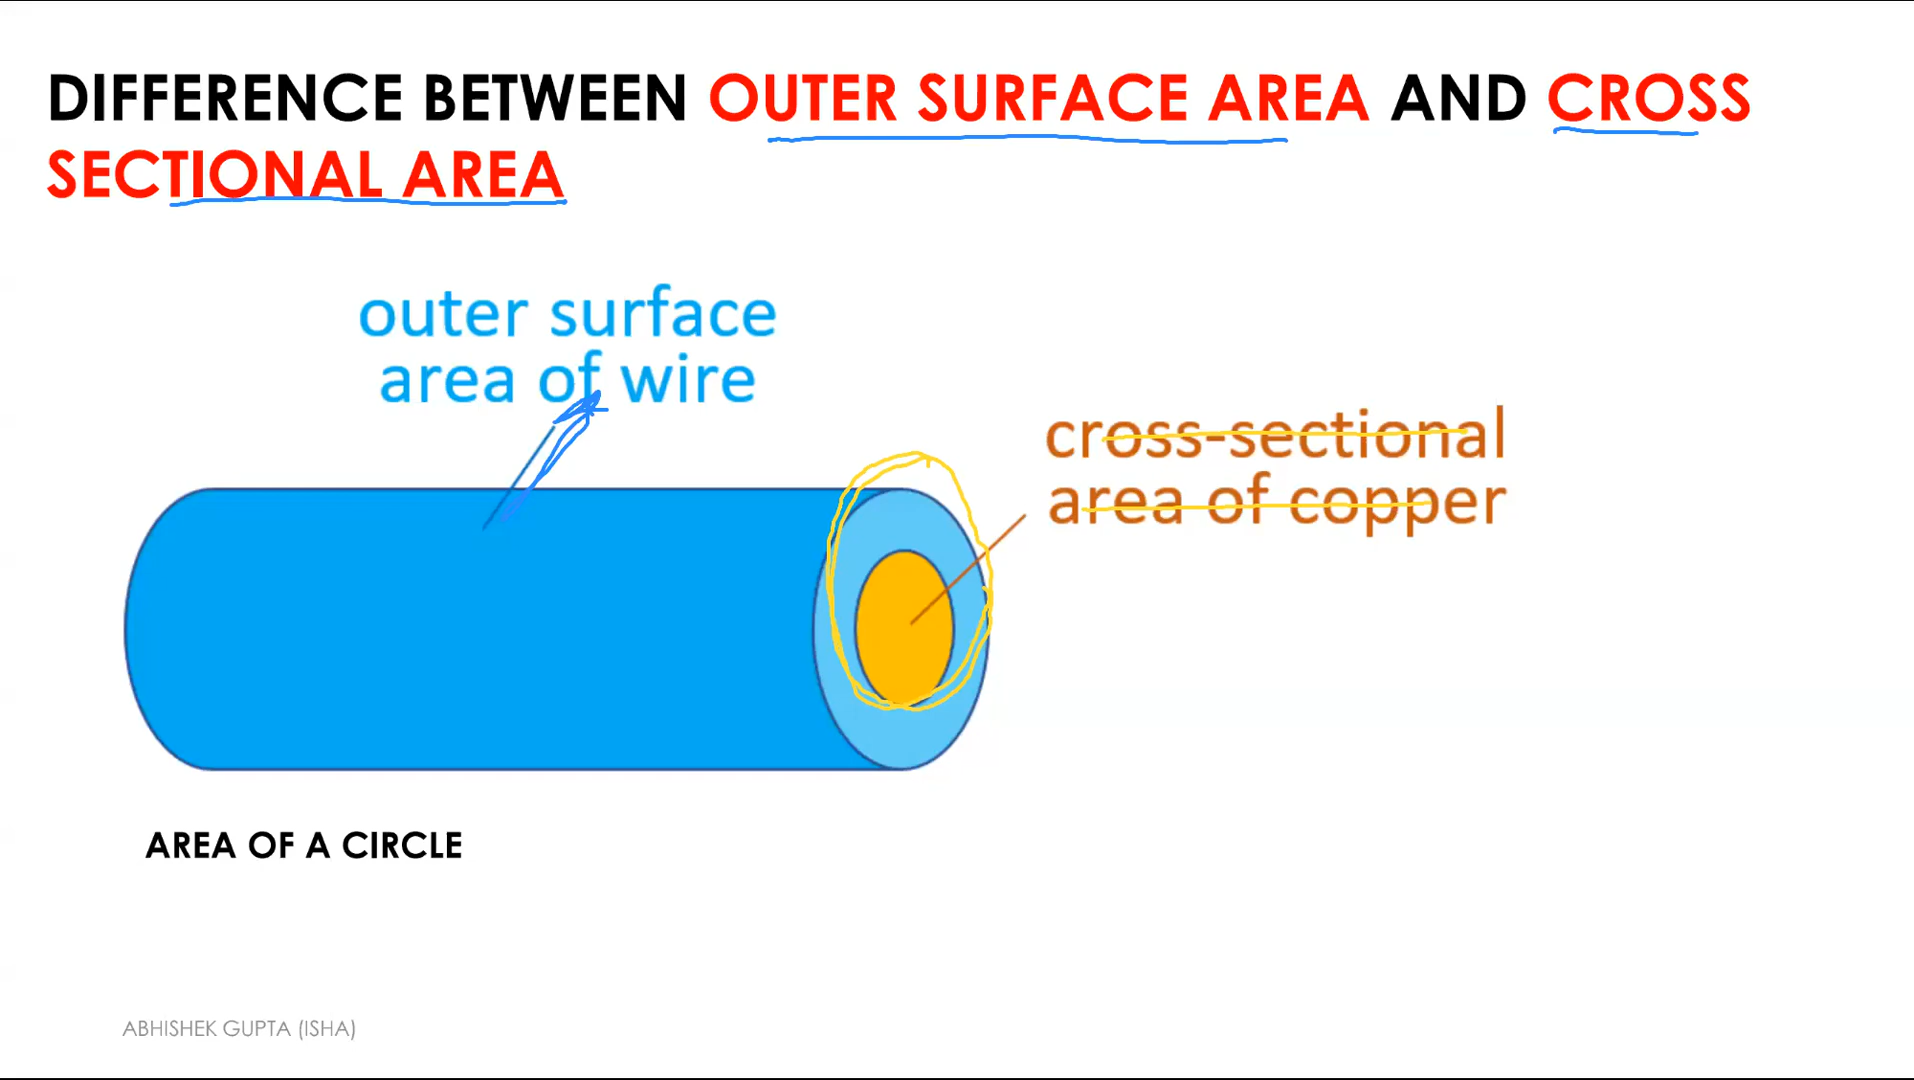 DIFFERENCE BETWEEN OUTER SURFACE AREA AND CROSS
SECTIONAL AREA
outer surface
area of wire
cross-sectional
area of copper
AREA OF A CIRCLE
ABHISHEK GUPTA (ISHA)